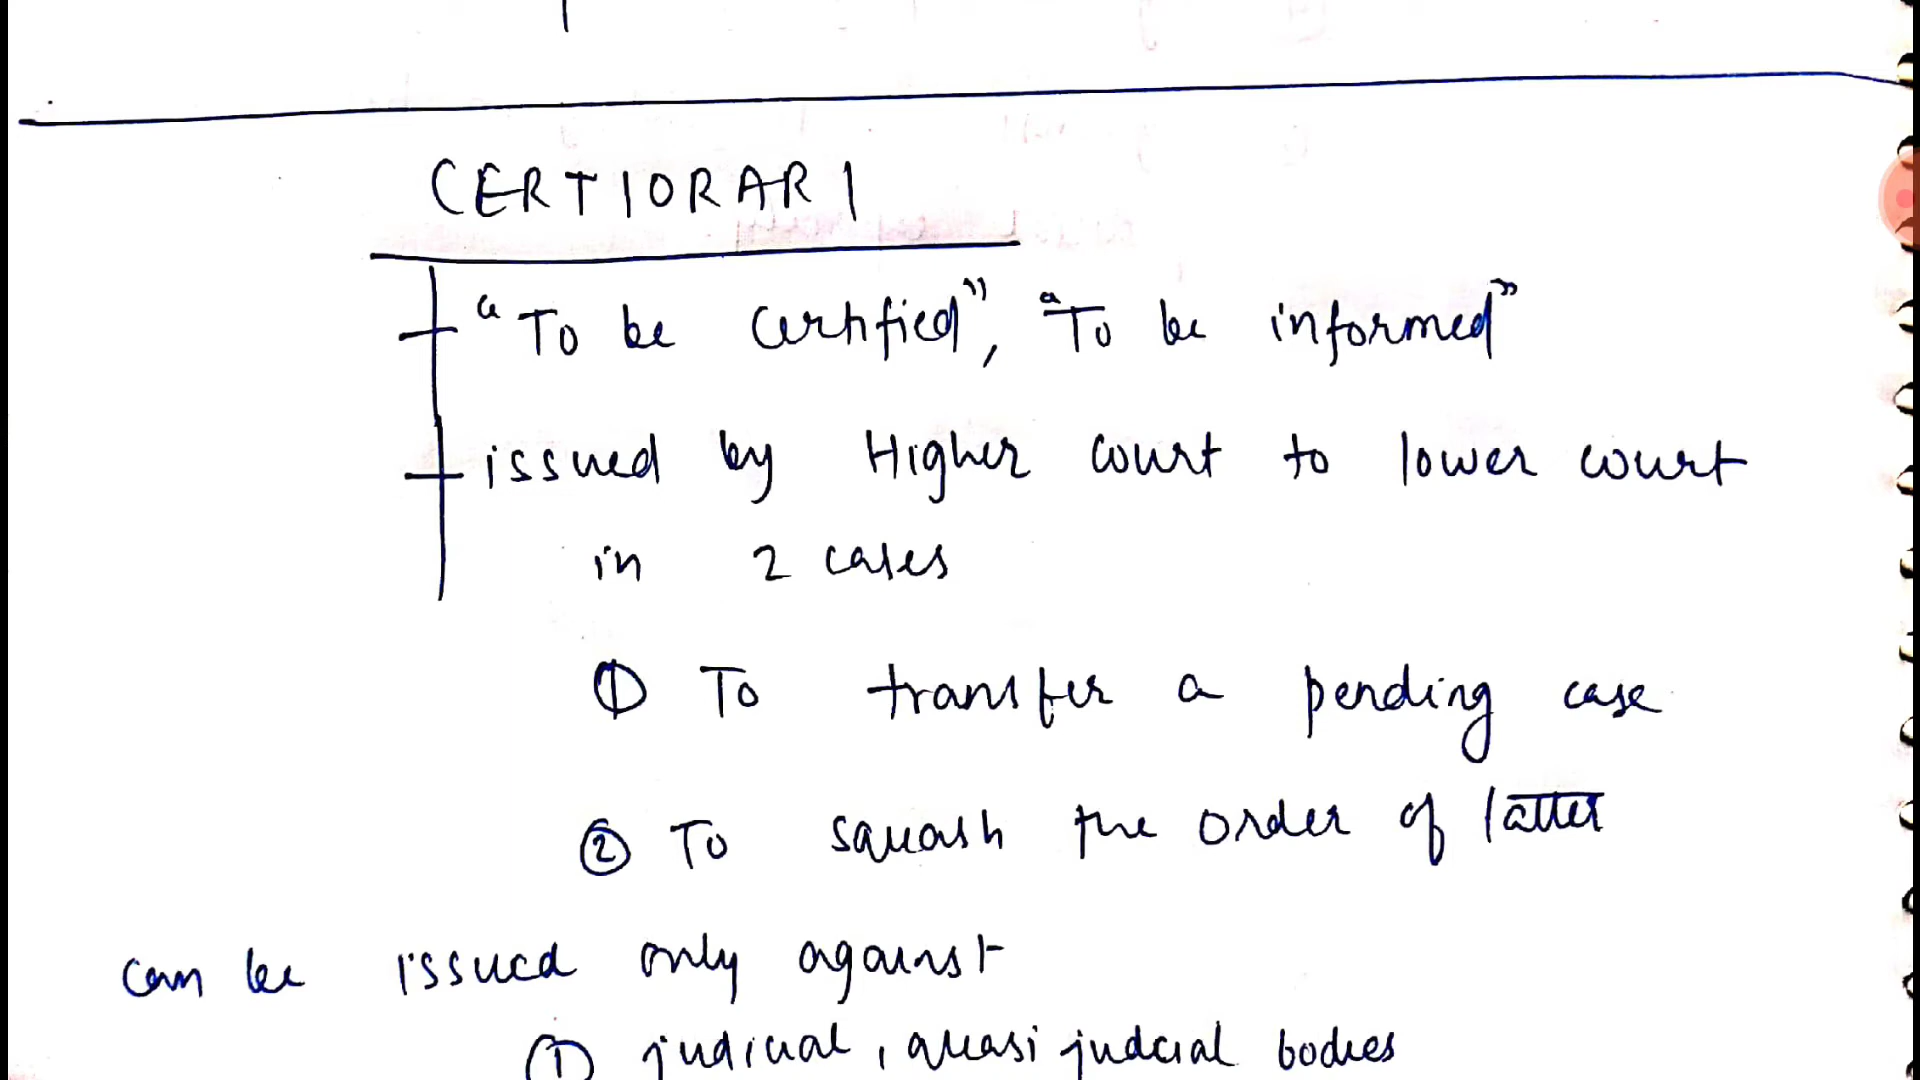 CERTIORARI
"To be certified", "To be informed"
issued by Higher court to lower court
in 2 cases
① To transfer a pending case
② To squash the order of latter
can be issued only against
① judicial, quasi judcial bodies